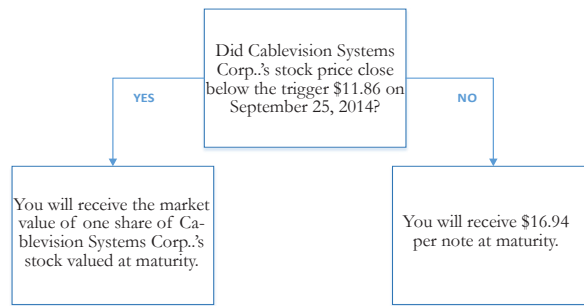 Did Cablevision Systems
Corp..'s stock price close
below the trigger $11.86 on
September 25, 2014?
YES
NO
You will receive the market
value of one share of Ca-
blevision Systems Corp..'s
stock valued at maturity.
You will receive $16.94
per note at maturity.